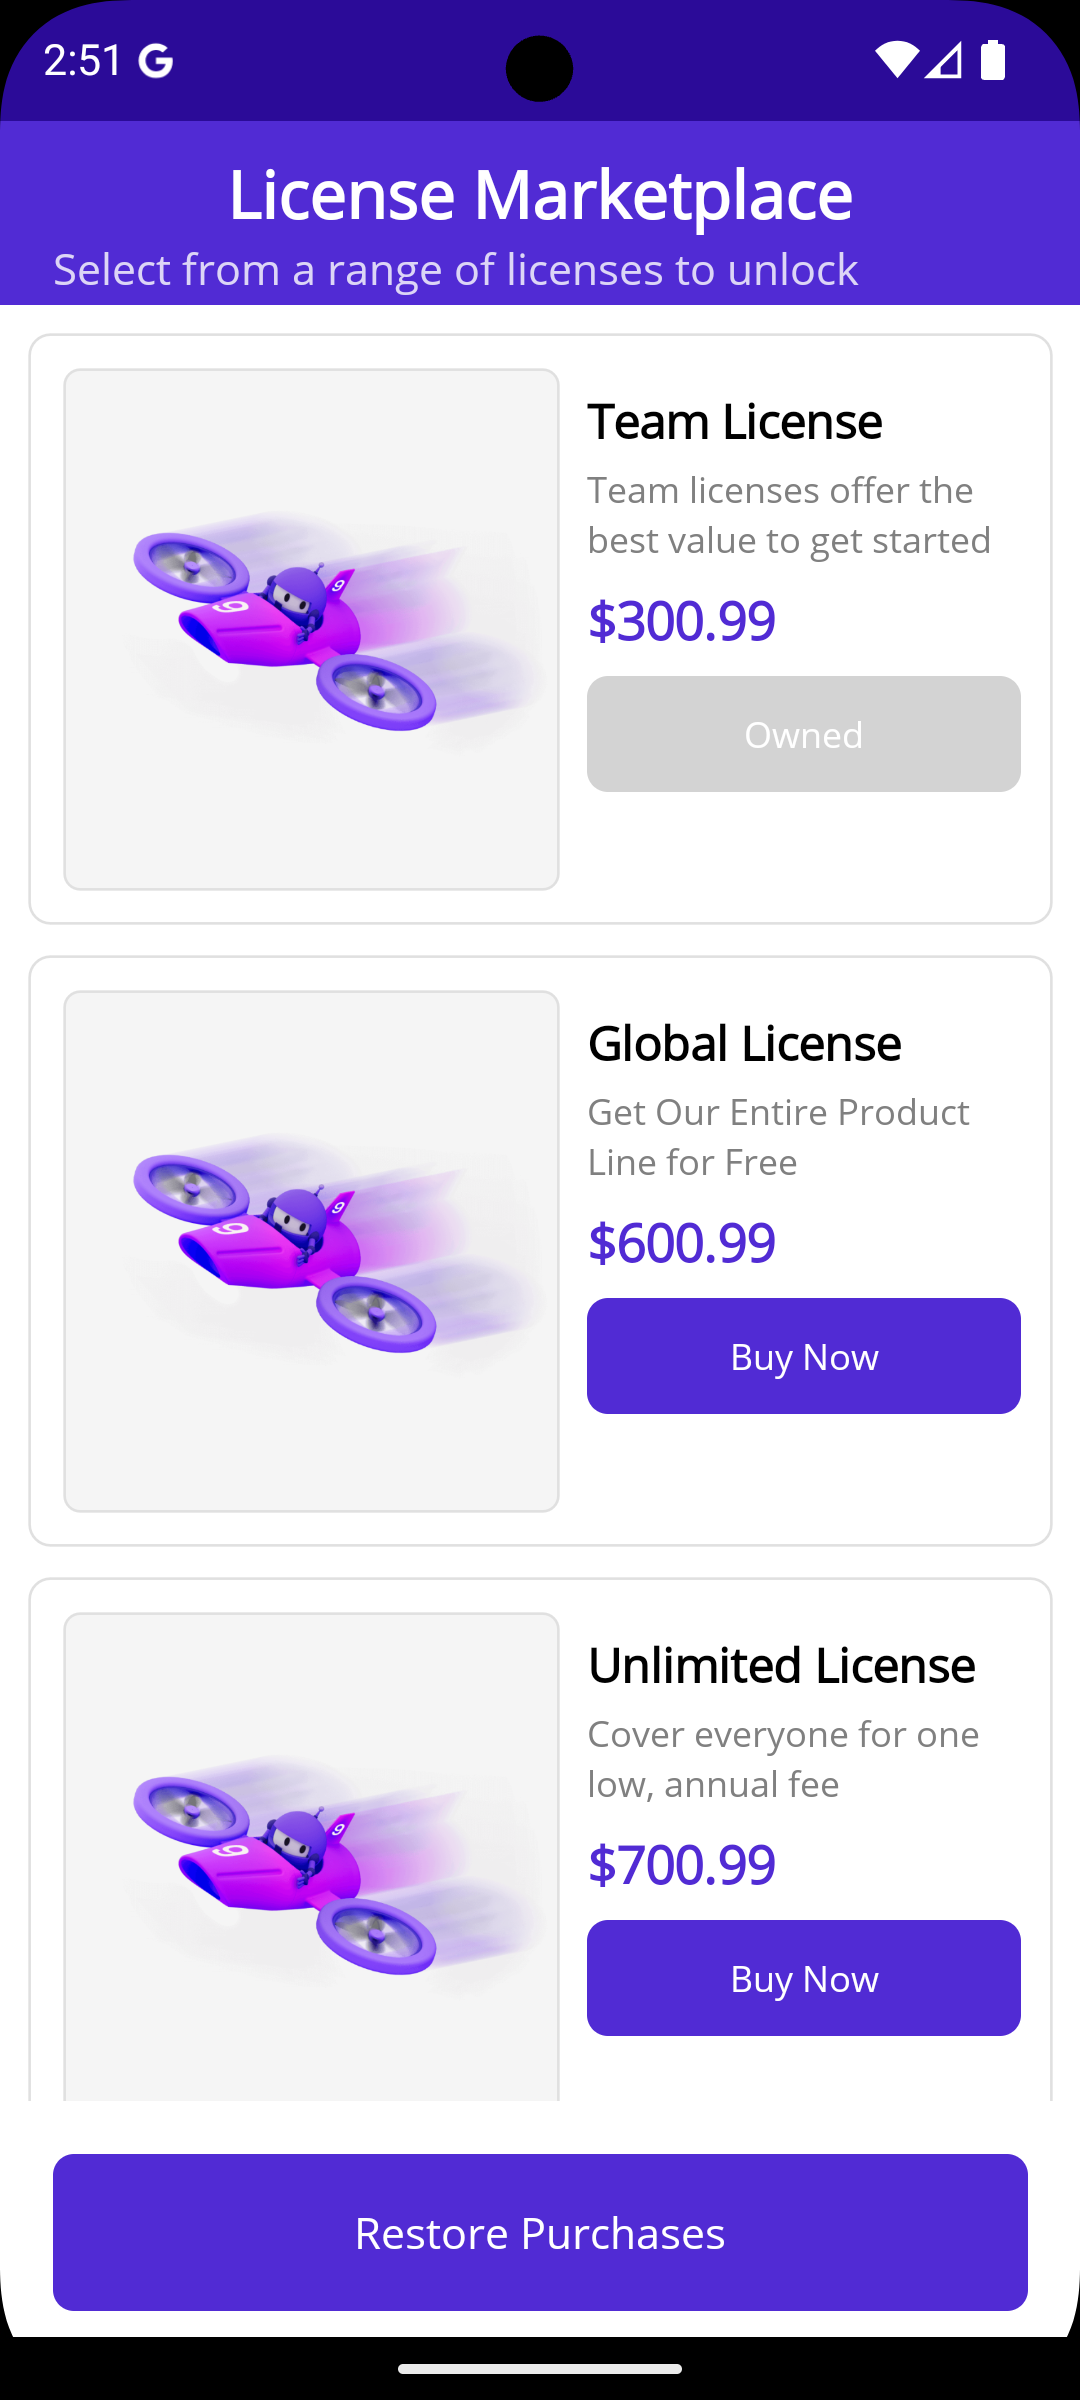 2:51 G
License Marketplace
Select from a range of licenses to unlock
Team License
Team licenses offer the
best value to get started
$300.99
Owned
Global License
Get Our Entire Product
Line for Free
$600.99
Buy Now
Unlimited License
Cover everyone for one
low, annual fee
$700.99
Buy Now
Restore Purchases